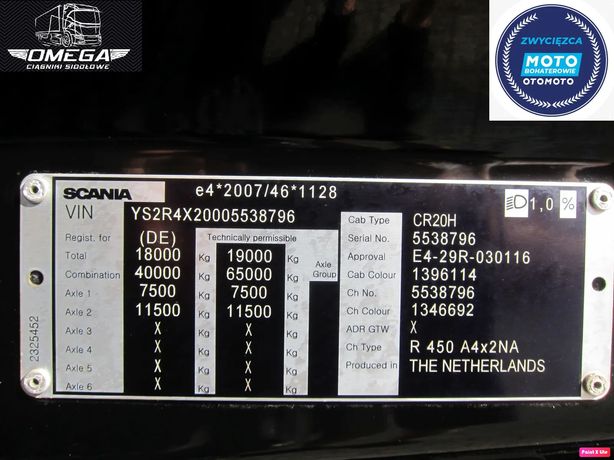 OMEGA
CIĄGNIKI SIODŁOWE
ZWYCIĘZCA
MOTO
BOHATEROWIE
OTOMOTO
SCANIA e4*2007/46*1128
1,0 %
VIN YS2R4X20005538796
Regist. for (DE) Technically permissible
Total 18000 Kg 19000 Kg Axle Group
Combination 40000 Kg 65000 Kg
Axle 1 7500 Kg 7500 Kg
Axle 2 11500 Kg 11500 Kg
Axle 3 X Kg X Kg
Axle 4 X Kg X Kg
Axle 5 X Kg X Kg
Axle 6 X Kg X Kg
Cab Type CR20H
Serial No. 5538796
Approval E4-29R-030116
Cab Colour 1396114
Ch No. 5538796
Ch Colour 1346692
ADR GTW X
Ch Type R 450 A4x2NA
Produced in THE NETHERLANDS
2325452
Paint X lite